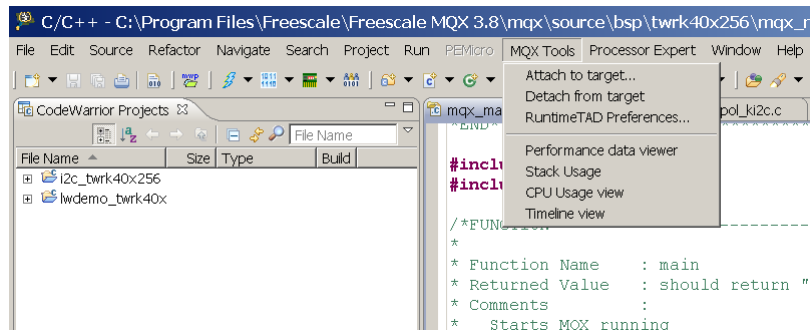 C/C++ - C:\Program Files\Freescale\Freescale MQX 3.8\mqx\source\bsp\twrk40x256\mqx_
File Edit Source Refactor Navigate Search Project Run PEMicro MQX Tools Processor Expert Window Help
CodeWarrior Projects
File Name
File Name Size Type Build
i2c_twrk40x256
lwdemo_twrk40x
Attach to target...
Detach from target
RuntimeTAD Preferences...
Performance data viewer
Stack Usage
CPU Usage view
Timeline view
mqx_ma
pol_ki2c.c
*END*
#inclu
#inclu
/*FUNCTION
*
* Function Name : main
* Returned Value : should return "
* Comments :
* Starts MQX running